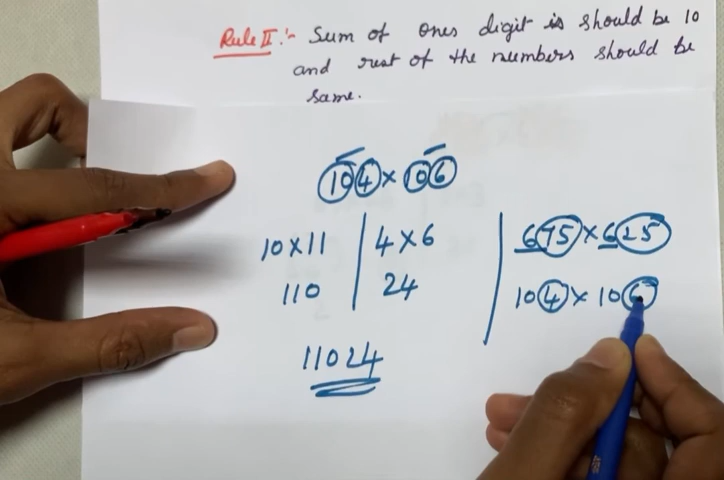 Rule II :- Sum of ones digit is should be 10
and rest of the numbers should be
same.
104 × 106
10 × 11 | 4 × 6
110 | 24
11024
675 × 625
104 × 106